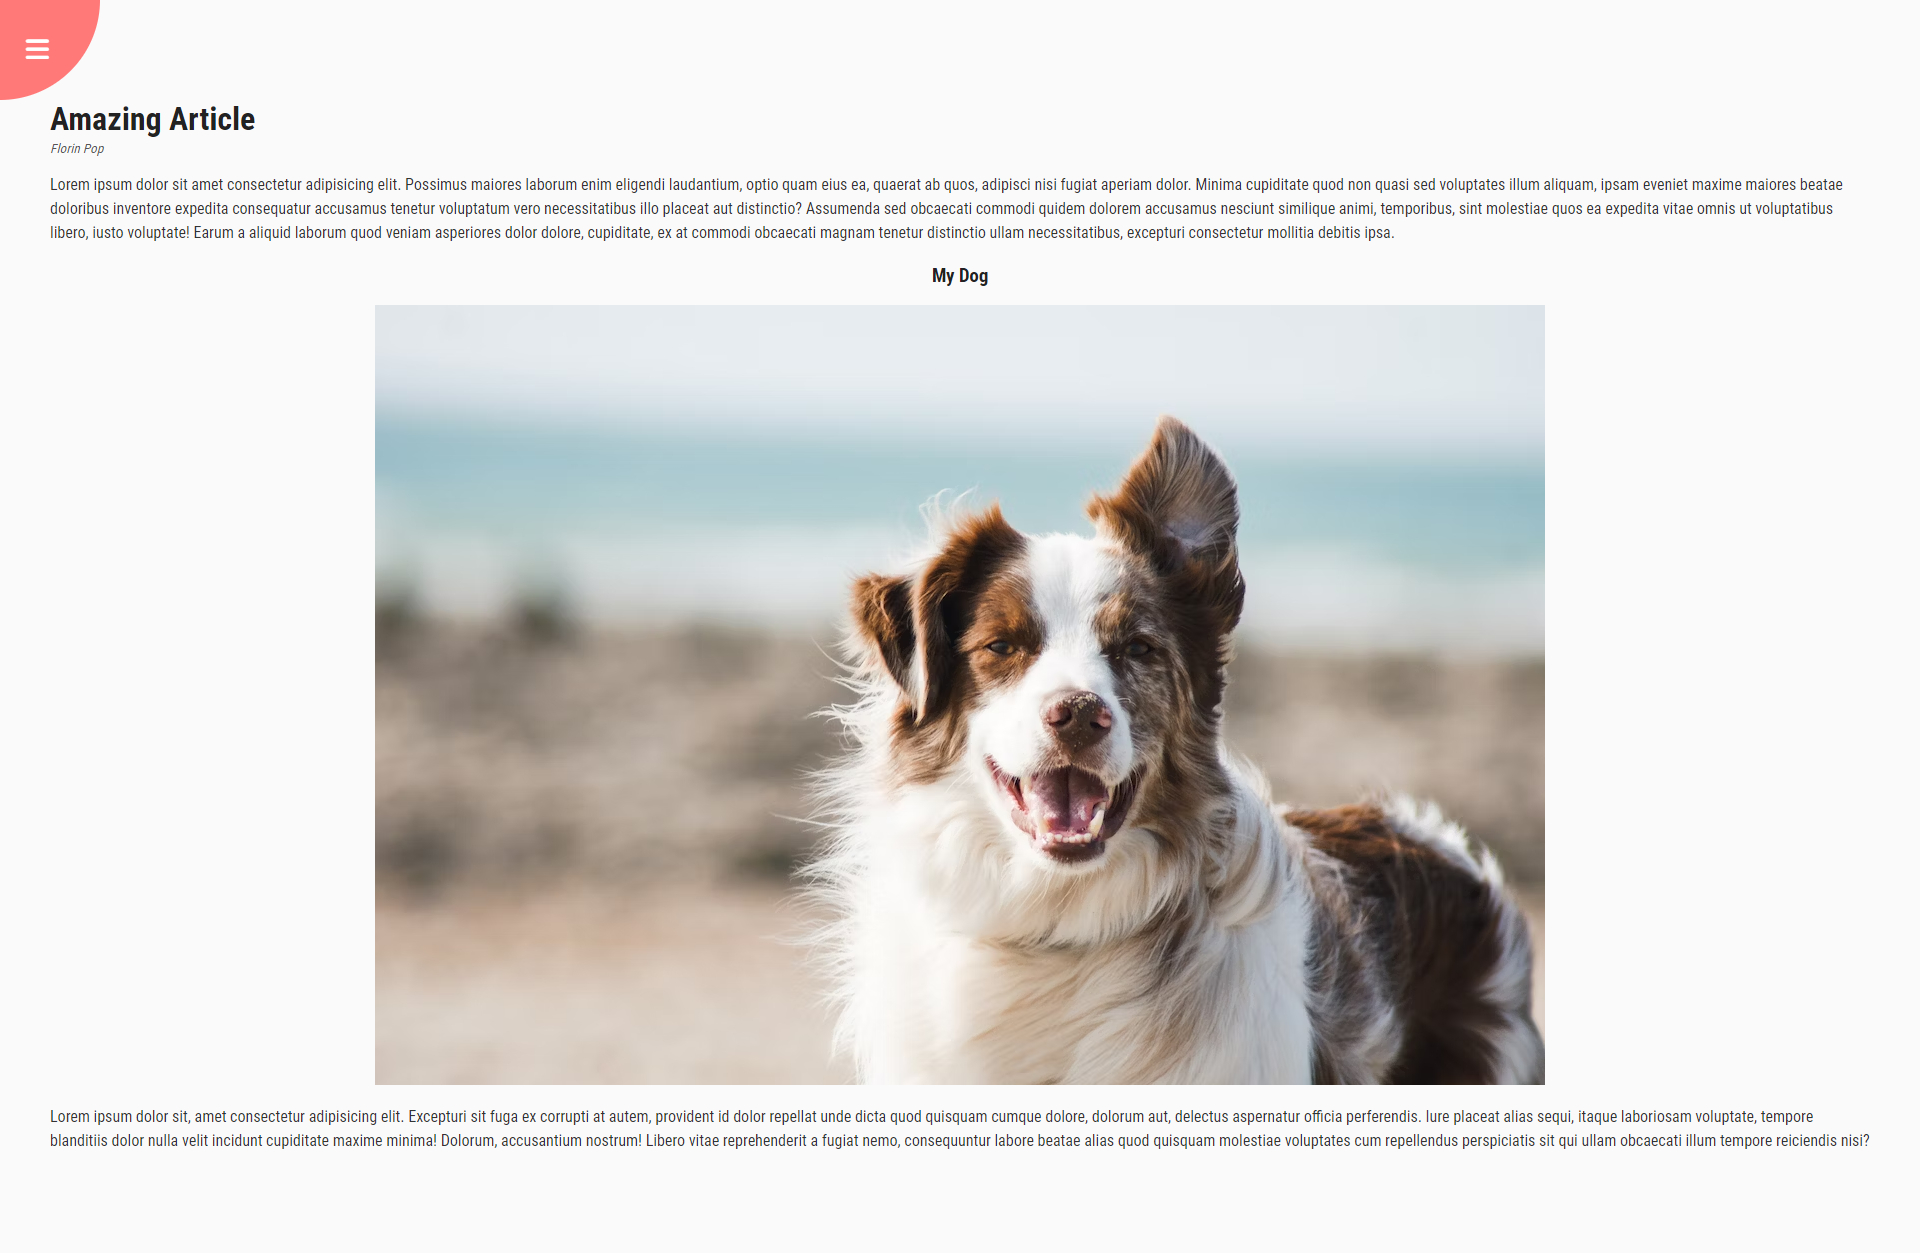 Amazing Article
Florin Pop
Lorem ipsum dolor sit amet consectetur adipisicing elit. Possimus maiores laborum enim eligendi laudantium, optio quam eius ea, quaerat ab quos, adipisci nisi fugiat aperiam dolor. Minima cupiditate quod non quasi sed voluptates illum aliquam, ipsam eveniet maxime maiores beatae
doloribus inventore expedita consequatur accusamus tenetur voluptatum vero necessitatibus illo placeat aut distinctio? Assumenda sed obcaecati commodi quidem dolorem accusamus nesciunt similique animi, temporibus, sint molestiae quos ea expedita vitae omnis ut voluptatibus
libero, iusto voluptate! Earum a aliquid laborum quod veniam asperiores dolor dolore, cupiditate, ex at commodi obcaecati magnam tenetur distinctio ullam necessitatibus, excepturi consectetur mollitia debitis ipsa.
My Dog
Lorem ipsum dolor sit, amet consectetur adipisicing elit. Excepturi sit fuga ex corrupti at autem, provident id dolor repellat unde dicta quod quisquam cumque dolore, dolorum aut, delectus aspernatur officia perferendis. Iure placeat alias sequi, itaque laboriosam voluptate, tempore
blanditiis dolor nulla velit incidunt cupiditate maxime minima! Dolorum, accusantium nostrum! Libero vitae reprehenderit a fugiat nemo, consequuntur labore beatae alias quod quisquam molestiae voluptates cum repellendus perspiciatis sit qui ullam obcaecati illum tempore reiciendis nisi?